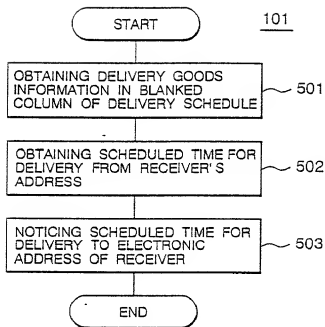 START
101
OBTAINING DELIVERY GOODS
INFORMATION IN BLANKED
COLUMN OF DELIVERY SCHEDULE
501
OBTAINING SCHEDULED TIME FOR
DELIVERY FROM RECEIVER'S
ADDRESS
502
NOTICING SCHEDULED TIME FOR
DELIVERY TO ELECTRONIC
ADDRESS OF RECEIVER
503
END